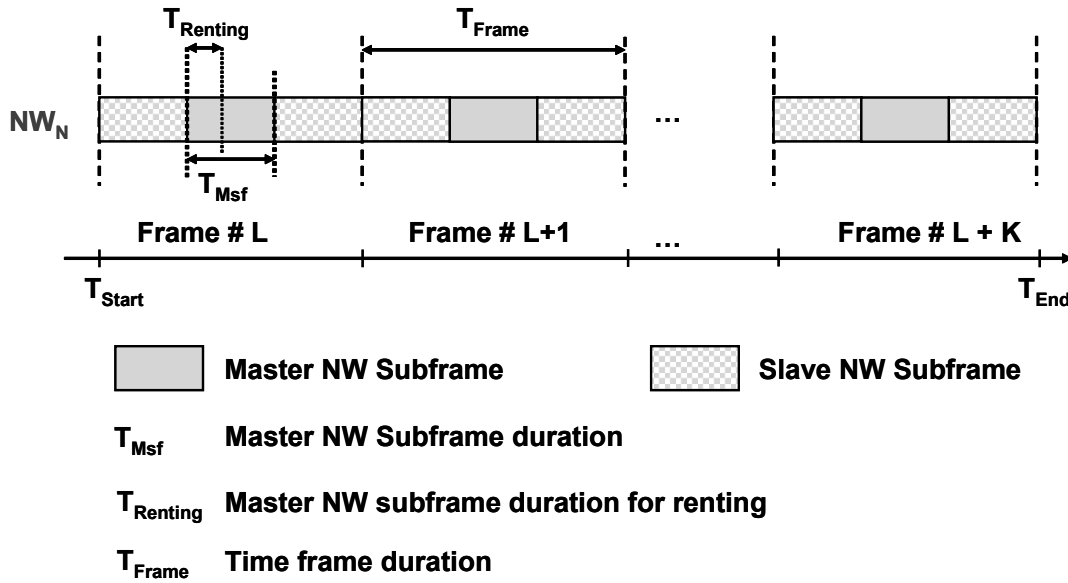 T_Renting
T_Frame
NW_N
...
T_Msf
Frame # L
Frame # L+1
...
Frame # L + K
T_Start
T_End
Master NW Subframe
Slave NW Subframe
T_Msf Master NW Subframe duration
T_Renting Master NW subframe duration for renting
T_Frame Time frame duration